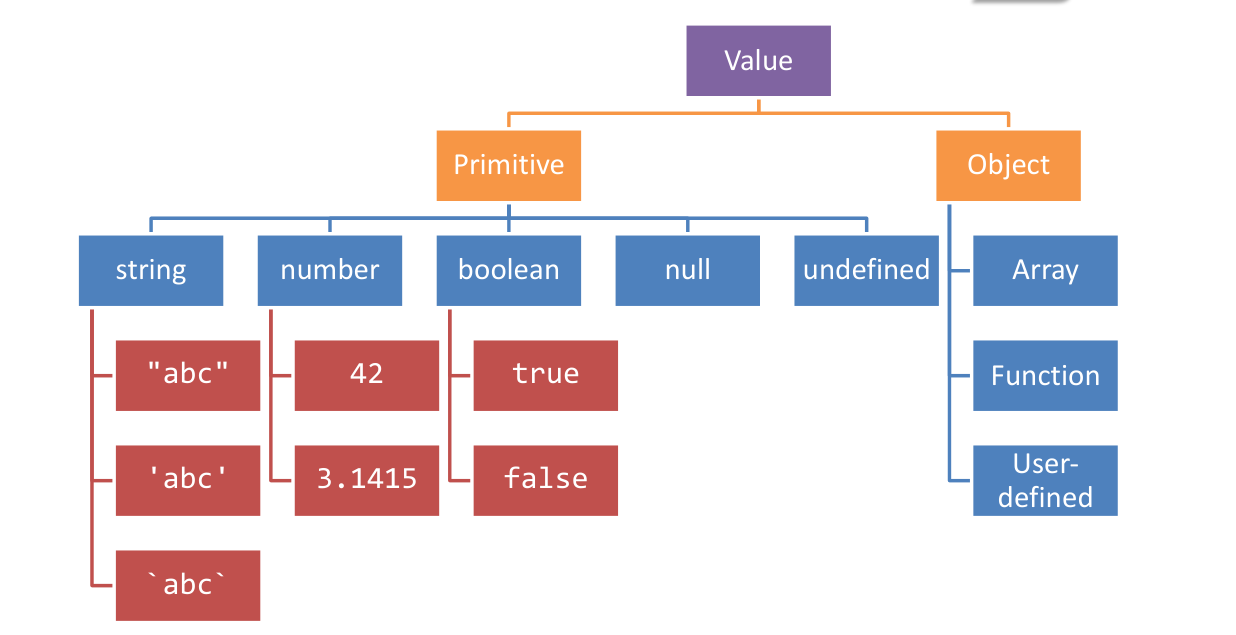 Value
Primitive
Object
string
number
boolean
null
undefined
Array
"abc"
42
true
Function
'abc'
3.1415
false
User-
defined
`abc`